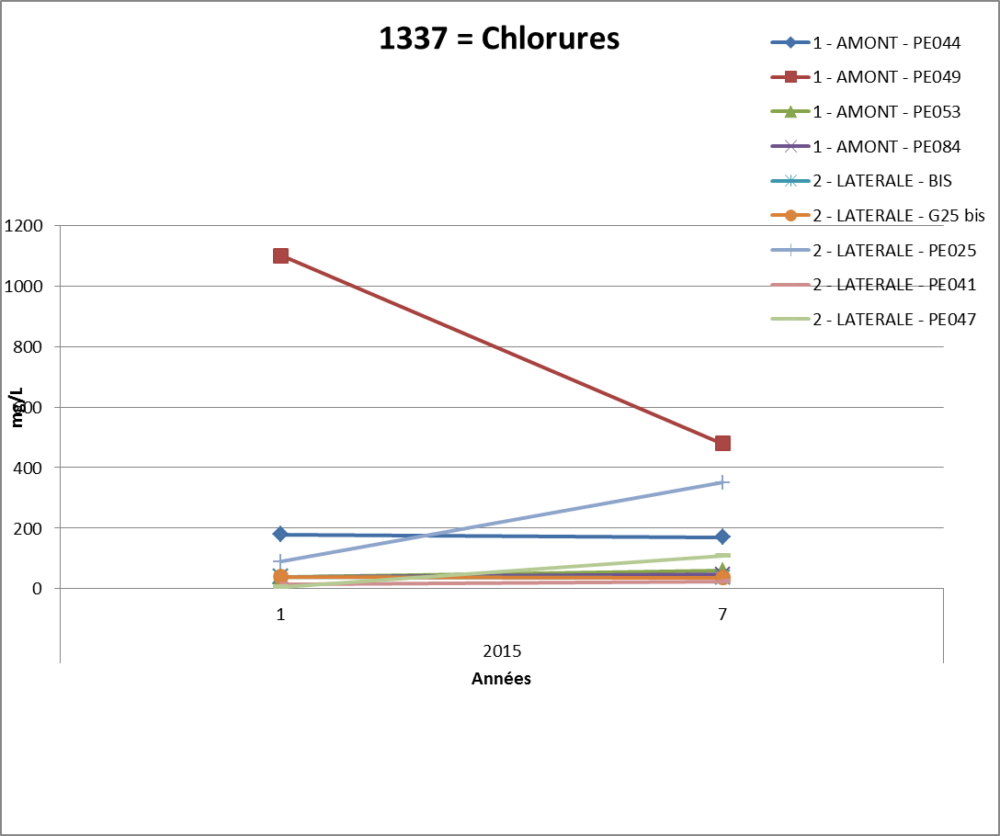 1337 = Chlorures
1 - AMONT - PE044
1 - AMONT - PE049
1 - AMONT - PE053
1 - AMONT - PE084
2 - LATERALE - BIS
2 - LATERALE - G25 bis
2 - LATERALE - PE025
2 - LATERALE - PE041
2 - LATERALE - PE047
1200
1000
800
600
400
200
0
mg/L
1 7
2015
Années